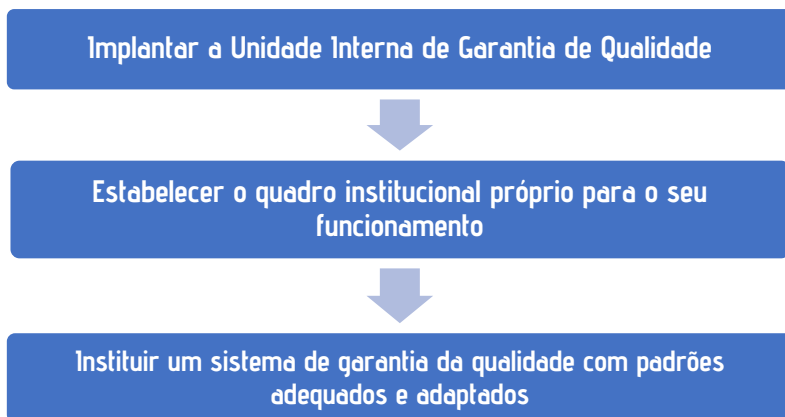 Implantar a Unidade Interna de Garantia de Qualidade
Estabelecer o quadro institucional próprio para o seu
funcionamento
Instituir um sistema de garantia da qualidade com padrões
adequados e adaptados